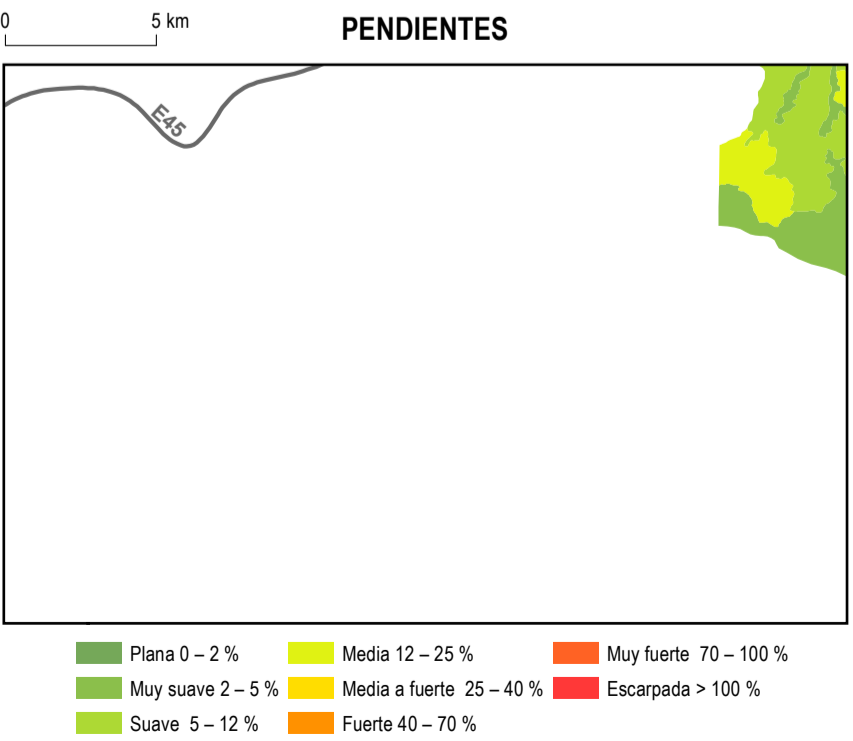 0 5 km
PENDIENTES
E45
Plana 0 – 2 %
Muy suave 2 – 5 %
Suave 5 – 12 %
Media 12 – 25 %
Media a fuerte 25 – 40 %
Fuerte 40 – 70 %
Muy fuerte 70 – 100 %
Escarpada > 100 %